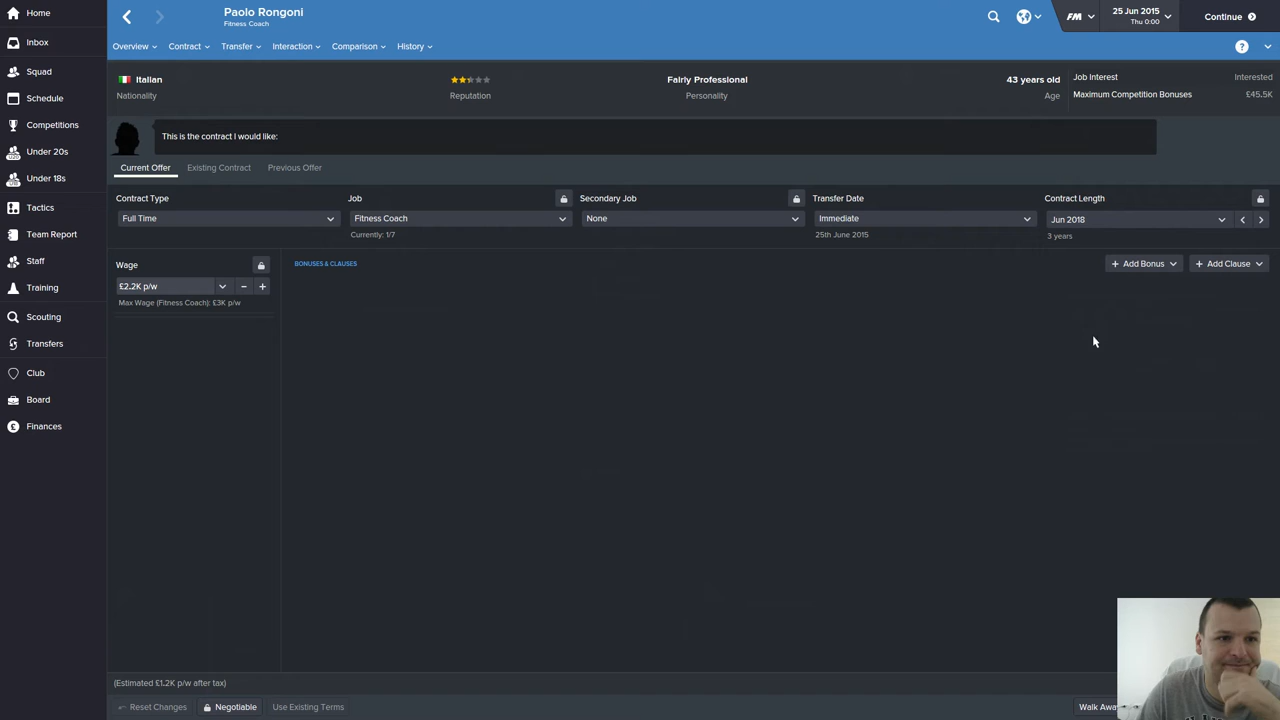 Home
Inbox
Squad
Schedule
Competitions
Under 20s
Under 18s
Tactics
Team Report
Staff
Training
Scouting
Transfers
Club
Board
Finances
Paolo Rongoni
Fitness Coach
FM
25 Jun 2015
Thu 0:00
Continue
Overview
Contract
Transfer
Interaction
Comparison
History
?
Italian
Nationality
Reputation
Fairly Professional
Personality
43 years old
Age
Job Interest
Interested
Maximum Competition Bonuses
£45.5K
This is the contract I would like:
Current Offer
Existing Contract
Previous Offer
Contract Type
Full Time
Job
Fitness Coach
Currently: 1/7
Secondary Job
None
Transfer Date
Immediate
25th June 2015
Contract Length
Jun 2018
3 years
Wage
£2.2K p/w
Max Wage (Fitness Coach): £3K p/w
BONUSES & CLAUSES
+ Add Bonus
+ Add Clause
(Estimated £1.2K p/w after tax)
Reset Changes
Negotiable
Use Existing Terms
Walk Away